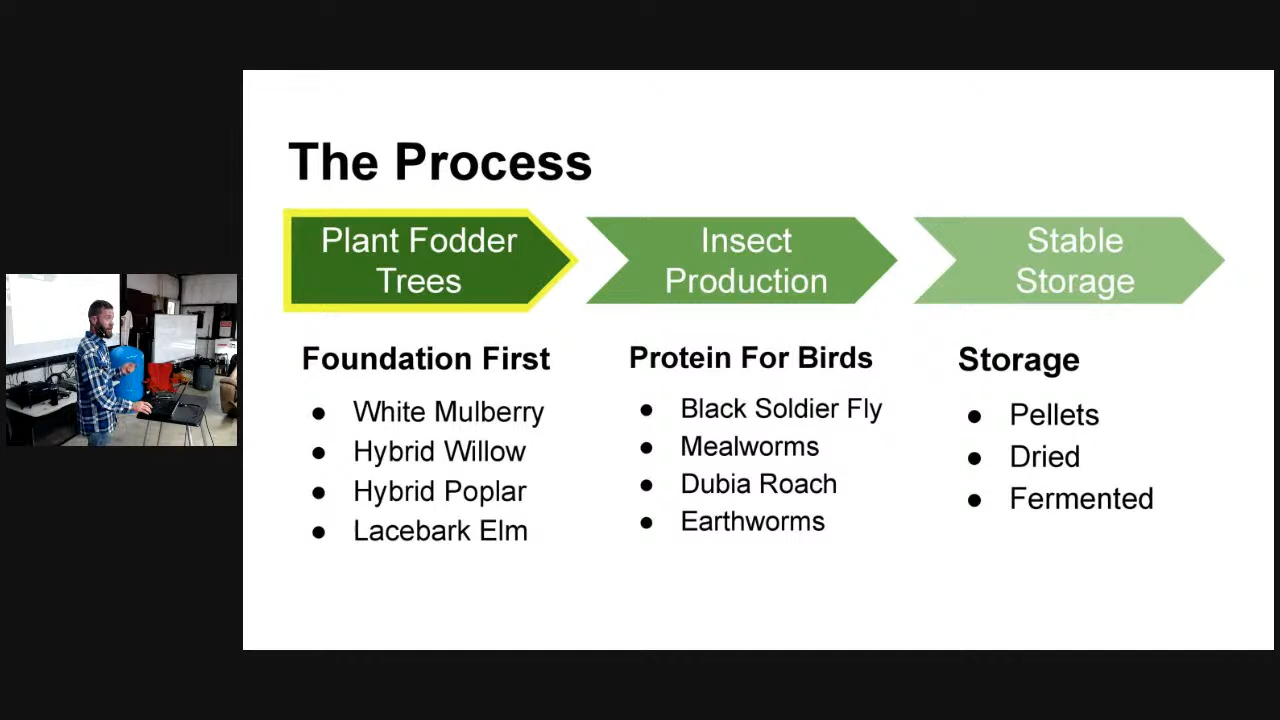 The Process
Plant Fodder
Trees
Insect
Production
Stable
Storage
Foundation First
● White Mulberry
● Hybrid Willow
● Hybrid Poplar
● Lacebark Elm
Protein For Birds
● Black Soldier Fly
● Mealworms
● Dubia Roach
● Earthworms
Storage
● Pellets
● Dried
● Fermented